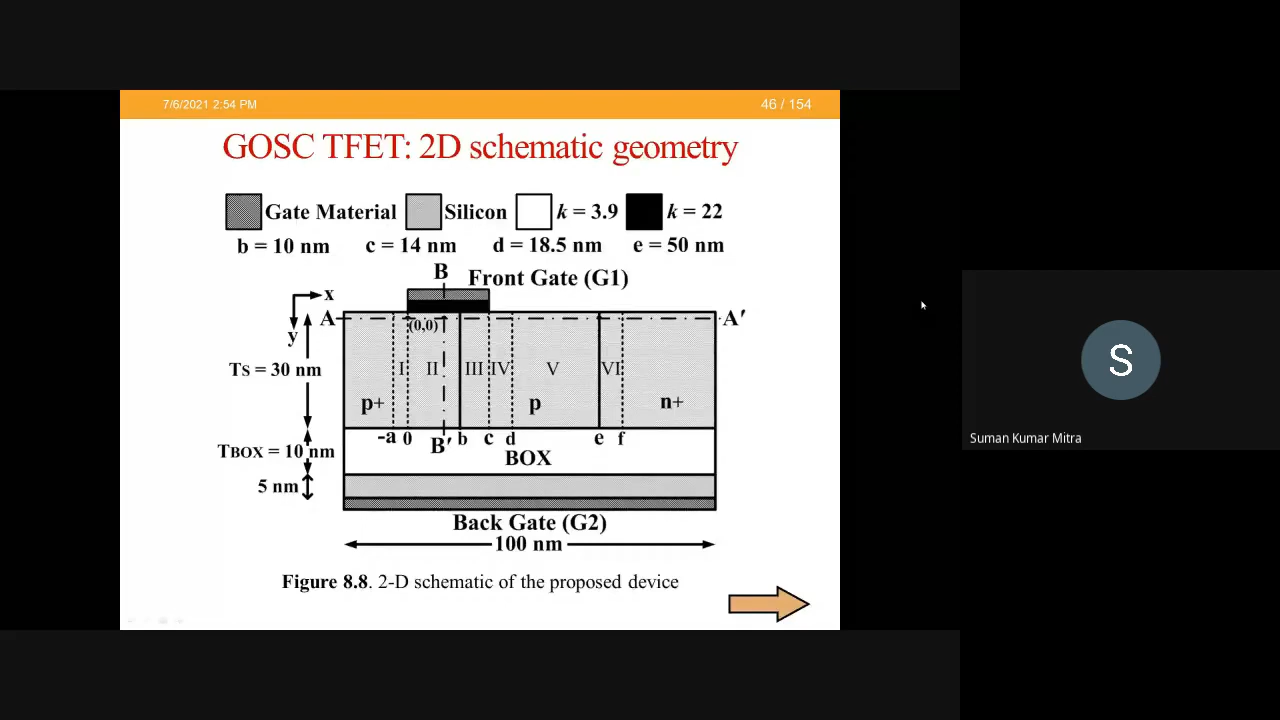 7/6/2021 2:54 PM 46 / 154
GOSC TFET: 2D schematic geometry
Gate Material Silicon k = 3.9 k = 22
b = 10 nm c = 14 nm d = 18.5 nm e = 50 nm
B Front Gate (G1)
x
A (0,0) A′
y
TS = 30 nm I II III IV V VI
p+ p n+
-a 0 B′ b c d e f
TBOX = 10 nm BOX
5 nm
Back Gate (G2)
100 nm
Figure 8.8. 2-D schematic of the proposed device
S
Suman Kumar Mitra